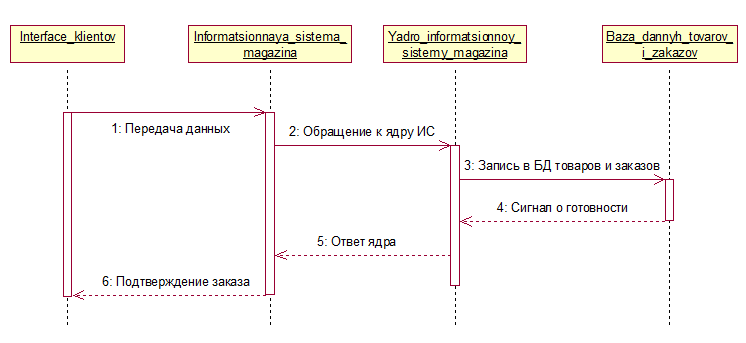 Interface_klientov
Informatsionnaya_sistema_
magazina
Yadro_informatsionnoy_
sistemy_magazina
Baza_dannyh_tovarov_
i_zakazov
1: Передача данных
2: Обращение к ядру ИС
3: Запись в БД товаров и заказов
4: Сигнал о готовности
5: Ответ ядра
6: Подтверждение заказа